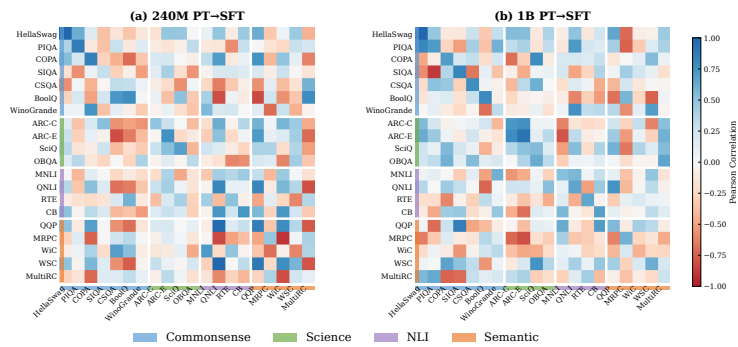 (a) 240M PT→SFT
(b) 1B PT→SFT
HellaSwag
PIQA
COPA
SIQA
CSQA
BoolQ
WinoGrande
ARC-C
ARC-E
SciQ
OBQA
MNLI
QNLI
RTE
CB
QQP
MRPC
WiC
WSC
MultiRC
HellaSwag
PIQA
COPA
SIQA
CSQA
BoolQ
WinoGrande
ARC-C
ARC-E
SciQ
OBQA
MNLI
QNLI
RTE
CB
QQP
MRPC
WiC
WSC
MultiRC
HellaSwag
PIQA
COPA
SIQA
CSQA
BoolQ
WinoGrande
ARC-C
ARC-E
SciQ
OBQA
MNLI
QNLI
RTE
CB
QQP
MRPC
WiC
WSC
MultiRC
HellaSwag
PIQA
COPA
SIQA
CSQA
BoolQ
WinoGrande
ARC-C
ARC-E
SciQ
OBQA
MNLI
QNLI
RTE
CB
QQP
MRPC
WiC
WSC
MultiRC
1.00
0.75
0.50
0.25
0.00
−0.25
−0.50
−0.75
−1.00
Pearson Correlation
Commonsense
Science
NLI
Semantic